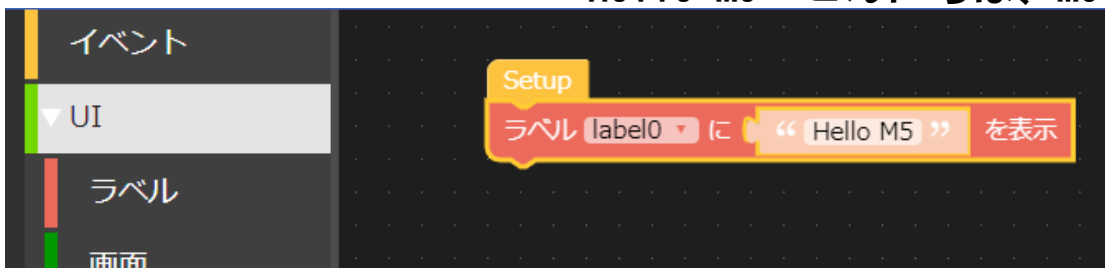 イベント
UI
ラベル
画面
Setup
ラベル label0 に “ Hello M5 ” を表示